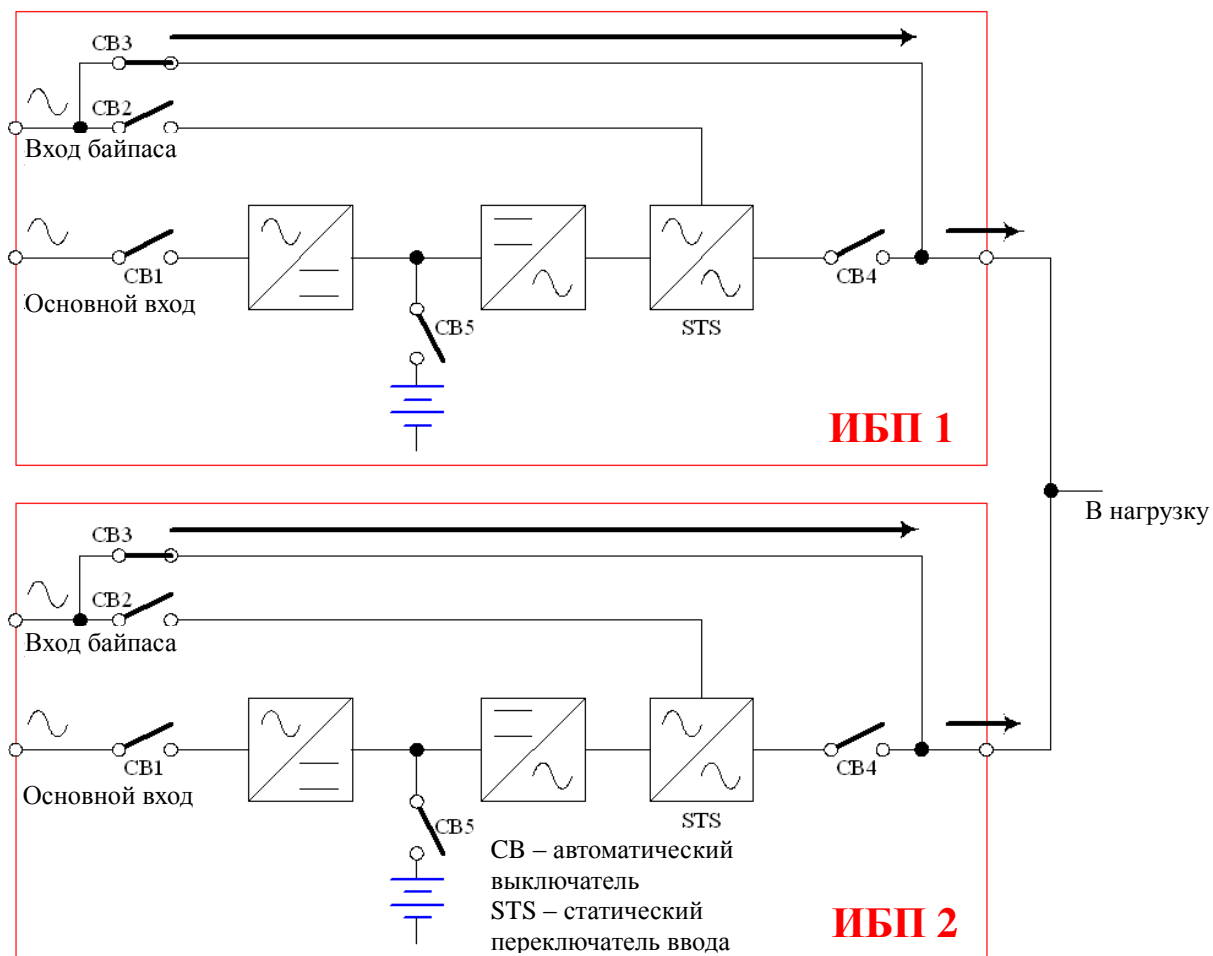 CB3
CB2
Вход байпаса
CB1
Основной вход
CB5
STS
CB4
ИБП 1
В нагрузку
CB3
CB2
Вход байпаса
CB1
Основной вход
CB5
STS
CB4
СВ – автоматический
выключатель
STS – статический
переключатель ввода
ИБП 2